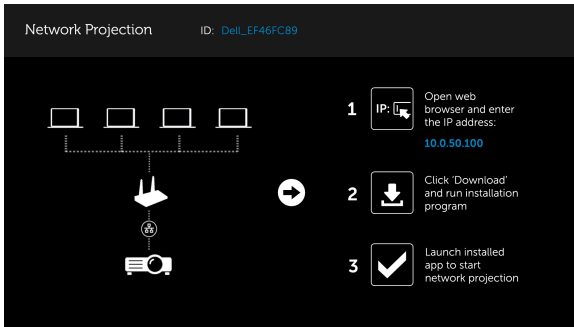 Network Projection
ID: Dell_EF46FC89
1
IP:
Open web
browser and enter
the IP address:
10.0.50.100
2
Click ‘Download’
and run installation
program
3
Launch installed
app to start
network projection